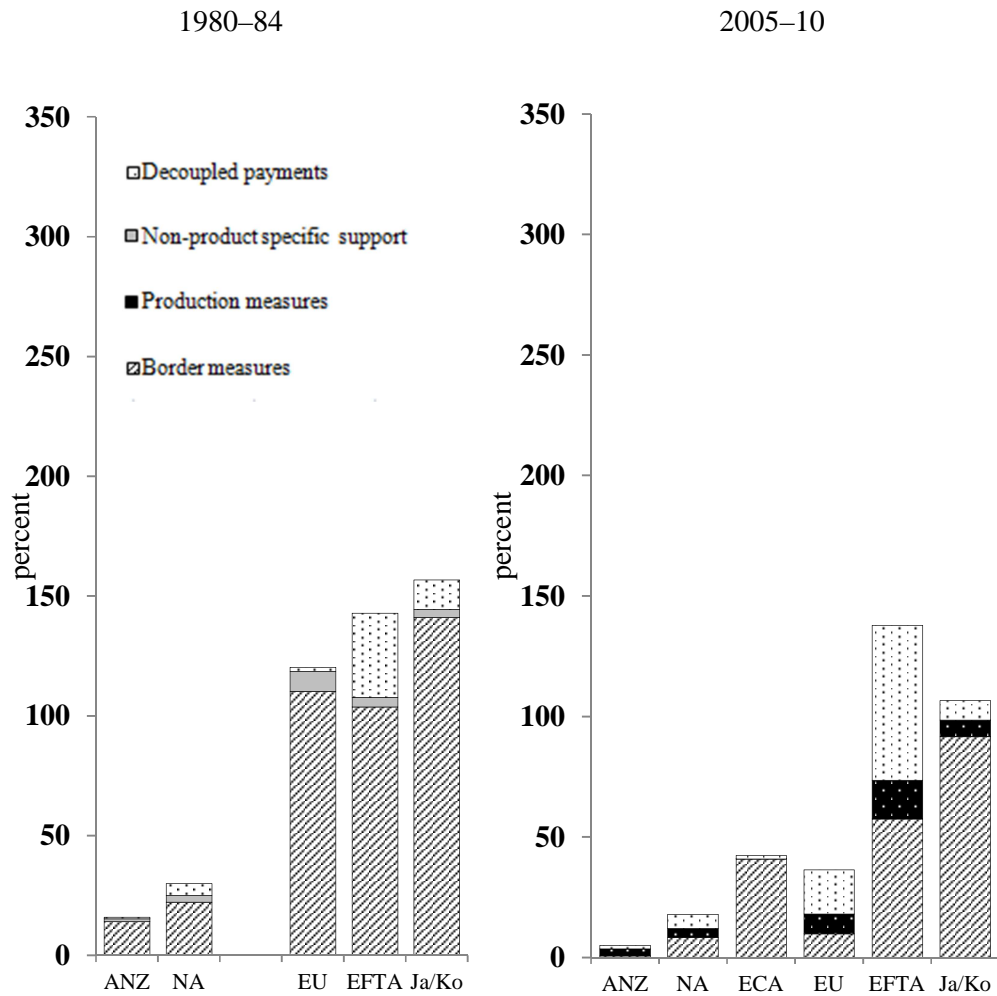 1980–84
350
300
250
200
150
100
50
0
percent
Decoupled payments
Non-product specific support
Production measures
Border measures
ANZ NA EU EFTA Ja/Ko
2005–10
350
300
250
200
150
100
50
0
percent
ANZ NA ECA EU EFTA Ja/Ko